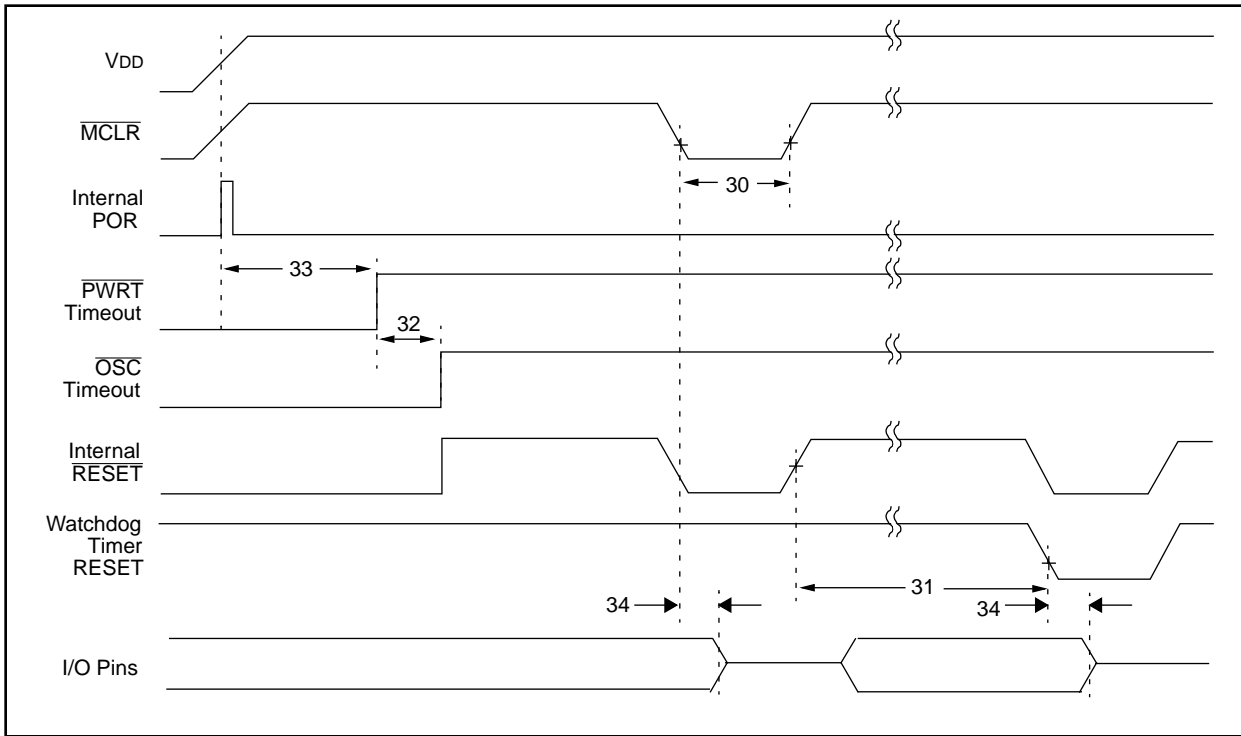 VDD
MCLR
30
Internal
POR
33
PWRT
Timeout
32
OSC
Timeout
Internal
RESET
Watchdog
Timer
RESET
31
34
34
I/O Pins